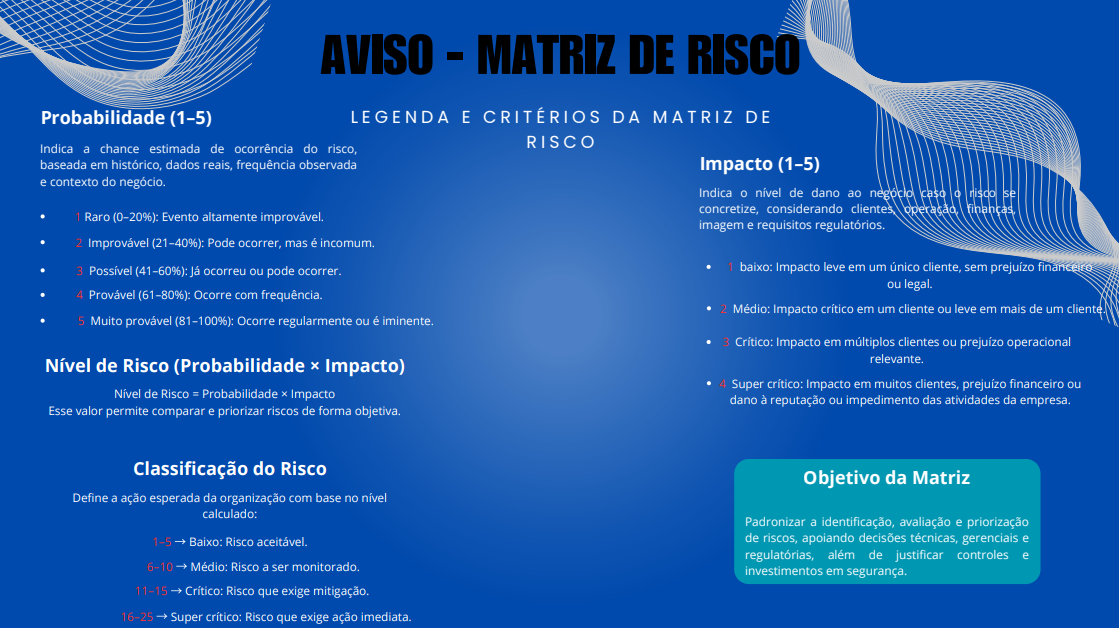 AVISO - MATRIZ DE RISCO
LEGENDA E CRITÉRIOS DA MATRIZ DE
RISCO
Probabilidade (1–5)
Indica a chance estimada de ocorrência do risco,
baseada em histórico, dados reais, frequência observada
e contexto do negócio.
• 1 Raro (0–20%): Evento altamente improvável.
• 2 Improvável (21–40%): Pode ocorrer, mas é incomum.
• 3 Possível (41–60%): Já ocorreu ou pode ocorrer.
• 4 Provável (61–80%): Ocorre com frequência.
• 5 Muito provável (81–100%): Ocorre regularmente ou é iminente.
Nível de Risco (Probabilidade × Impacto)
Nível de Risco = Probabilidade × Impacto
Esse valor permite comparar e priorizar riscos de forma objetiva.
Classificação do Risco
Define a ação esperada da organização com base no nível
calculado:
1–5 → Baixo: Risco aceitável.
6–10 → Médio: Risco a ser monitorado.
11–15 → Crítico: Risco que exige mitigação.
16–25 → Super crítico: Risco que exige ação imediata.
Impacto (1–5)
Indica o nível de dano ao negócio caso o risco se
concretize, considerando clientes, operação, finanças,
imagem e requisitos regulatórios.
• 1 baixo: Impacto leve em um único cliente, sem prejuízo financeiro
ou legal.
• 2 Médio: Impacto crítico em um cliente ou leve em mais de um cliente.
• 3 Crítico: Impacto em múltiplos clientes ou prejuízo operacional
relevante.
• 4 Super crítico: Impacto em muitos clientes, prejuízo financeiro ou
dano à reputação ou impedimento das atividades da empresa.
Objetivo da Matriz
Padronizar a identificação, avaliação e priorização
de riscos, apoiando decisões técnicas, gerenciais e
regulatórias, além de justificar controles e
investimentos em segurança.